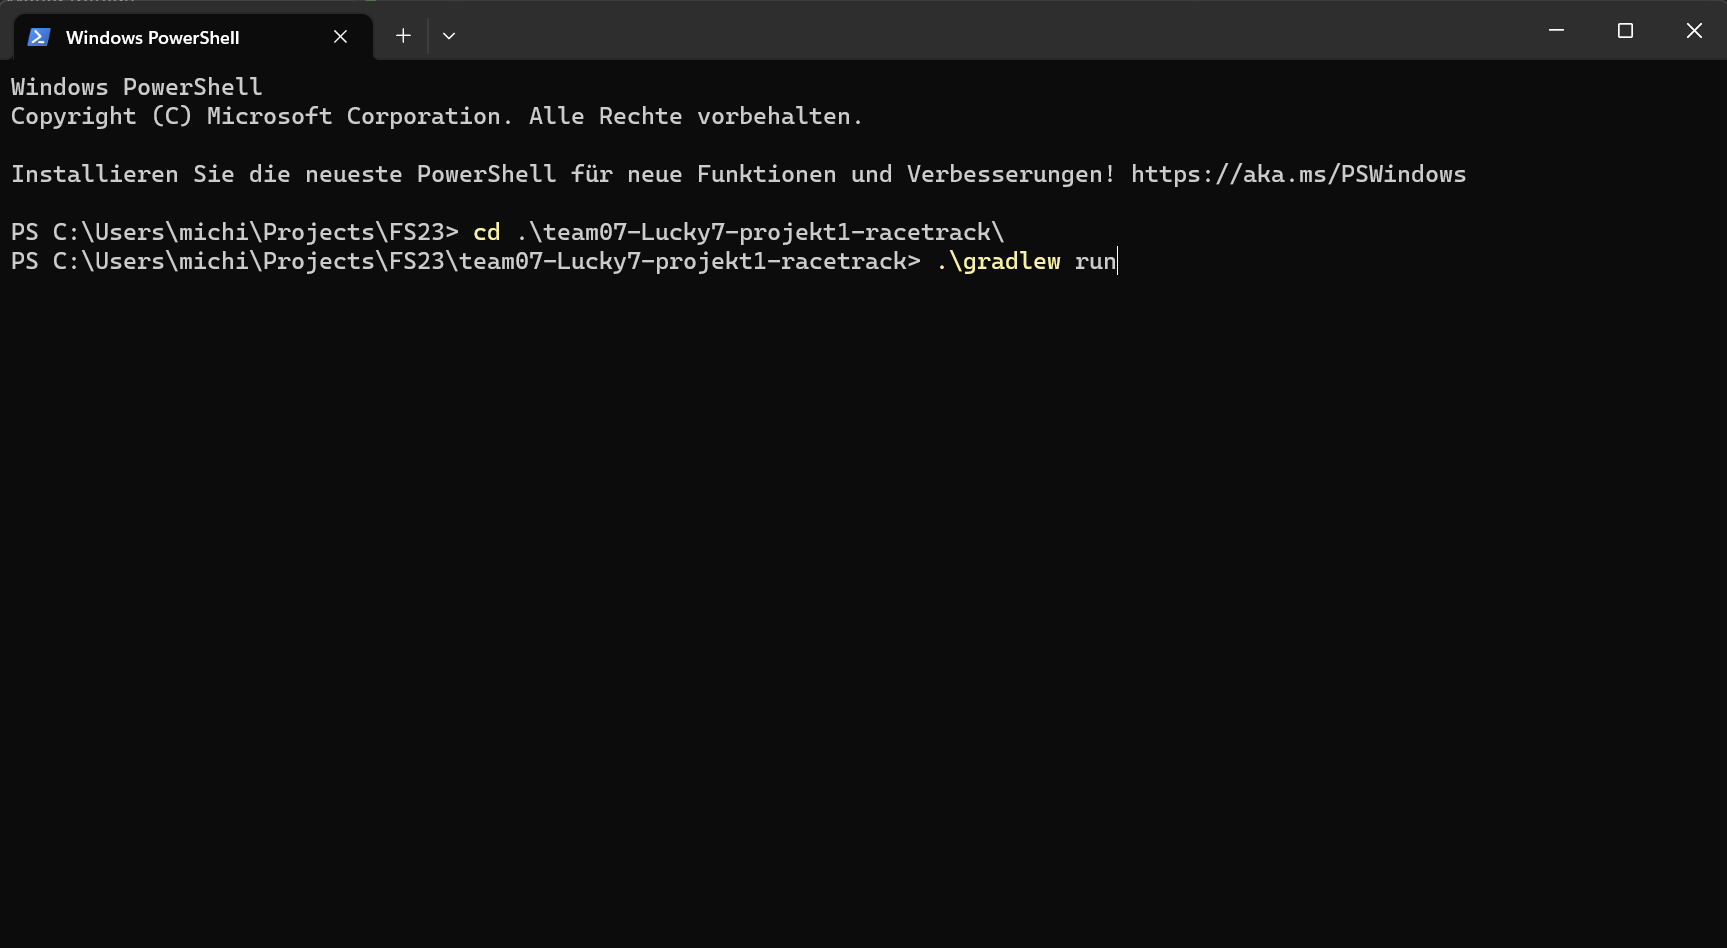 Windows PowerShell
Windows PowerShell
Copyright (C) Microsoft Corporation. Alle Rechte vorbehalten.
Installieren Sie die neueste PowerShell für neue Funktionen und Verbesserungen! https://aka.ms/PSWindows
PS C:\Users\michi\Projects\FS23> cd .\team07-Lucky7-projekt1-racetrack\
PS C:\Users\michi\Projects\FS23\team07-Lucky7-projekt1-racetrack> .\gradlew run